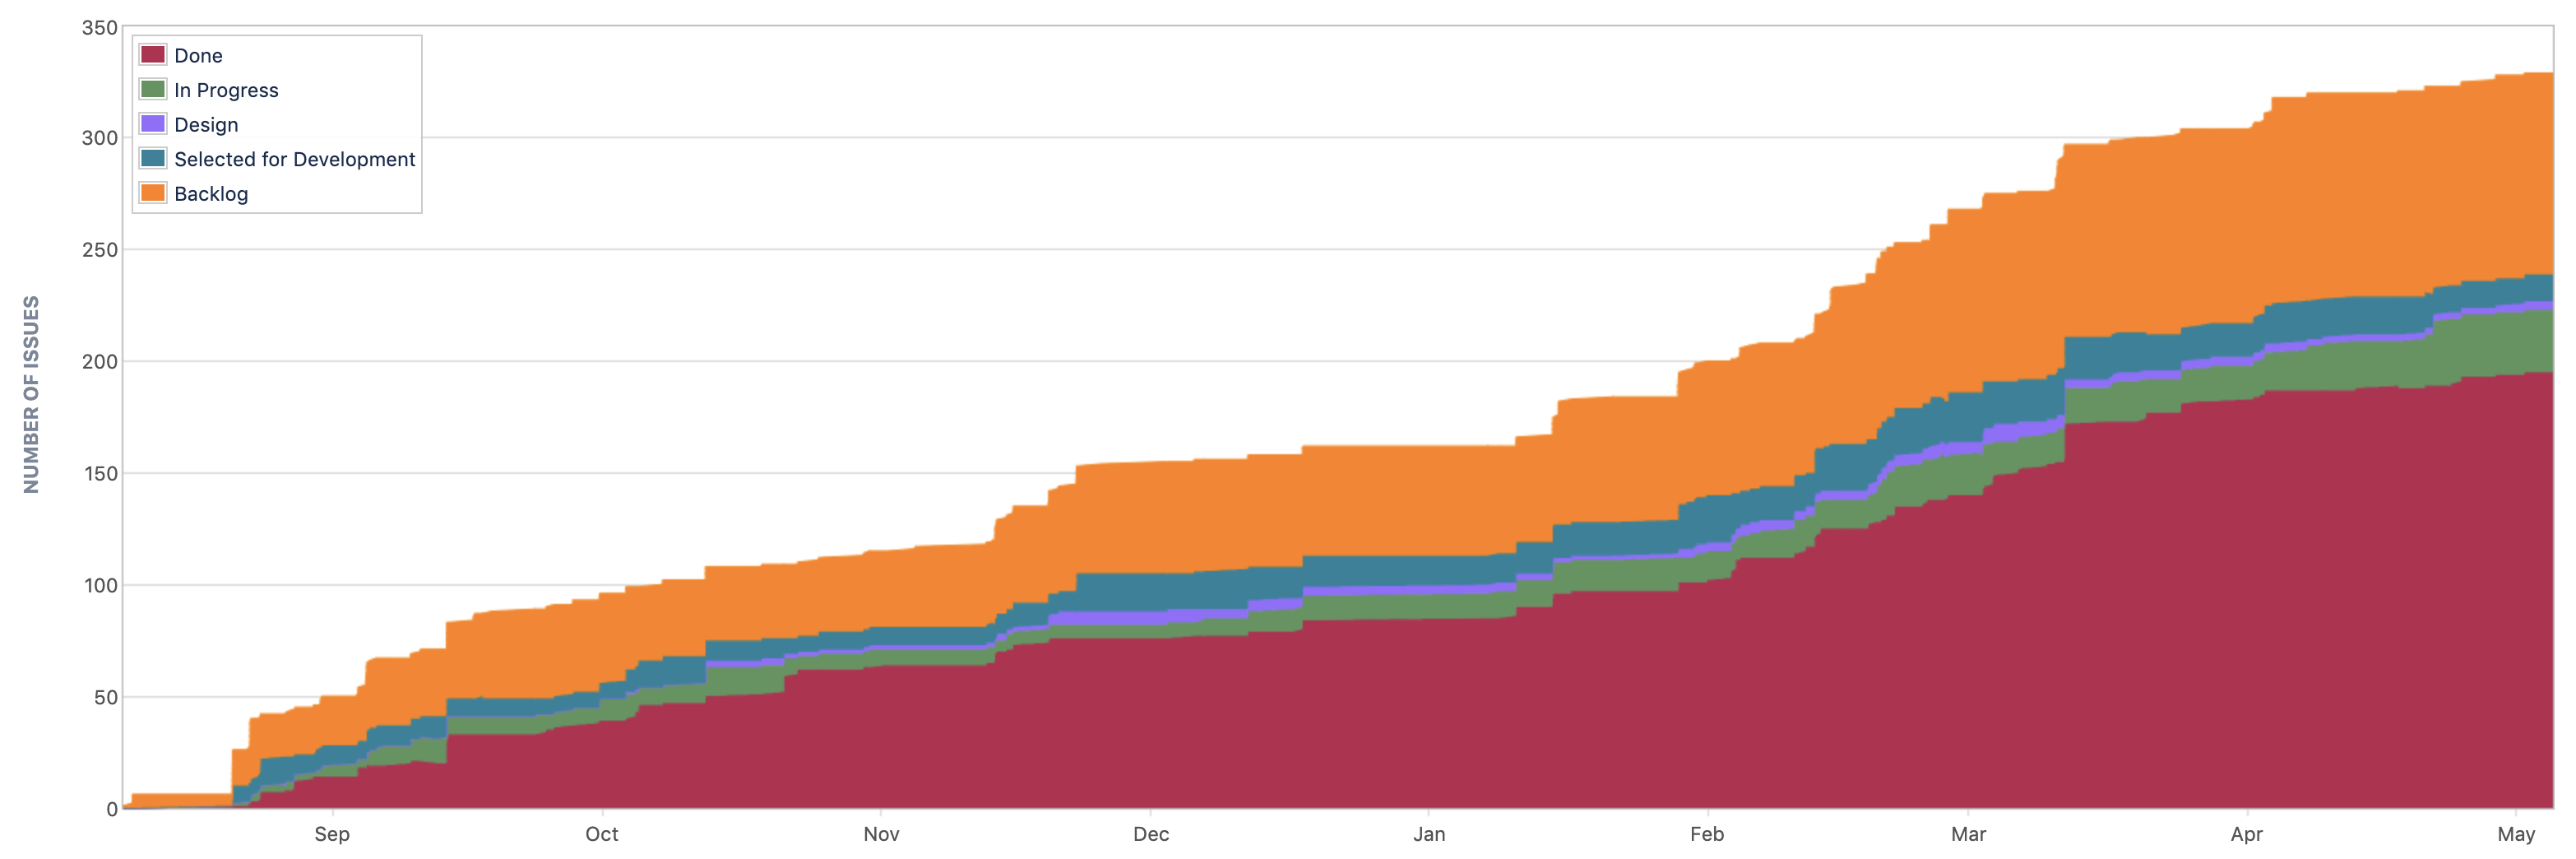 350
300
250
200
150
100
50
0
NUMBER OF ISSUES
Done
In Progress
Design
Selected for Development
Backlog
Sep Oct Nov Dec Jan Feb Mar Apr May